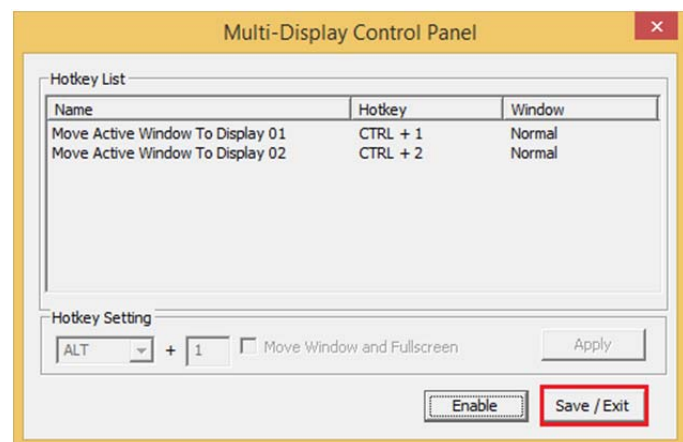 Multi-Display Control Panel
Hotkey List
Name Hotkey Window
Move Active Window To Display 01 CTRL + 1 Normal
Move Active Window To Display 02 CTRL + 2 Normal
Hotkey Setting
ALT + 1 Move Window and Fullscreen Apply
Enable Save / Exit